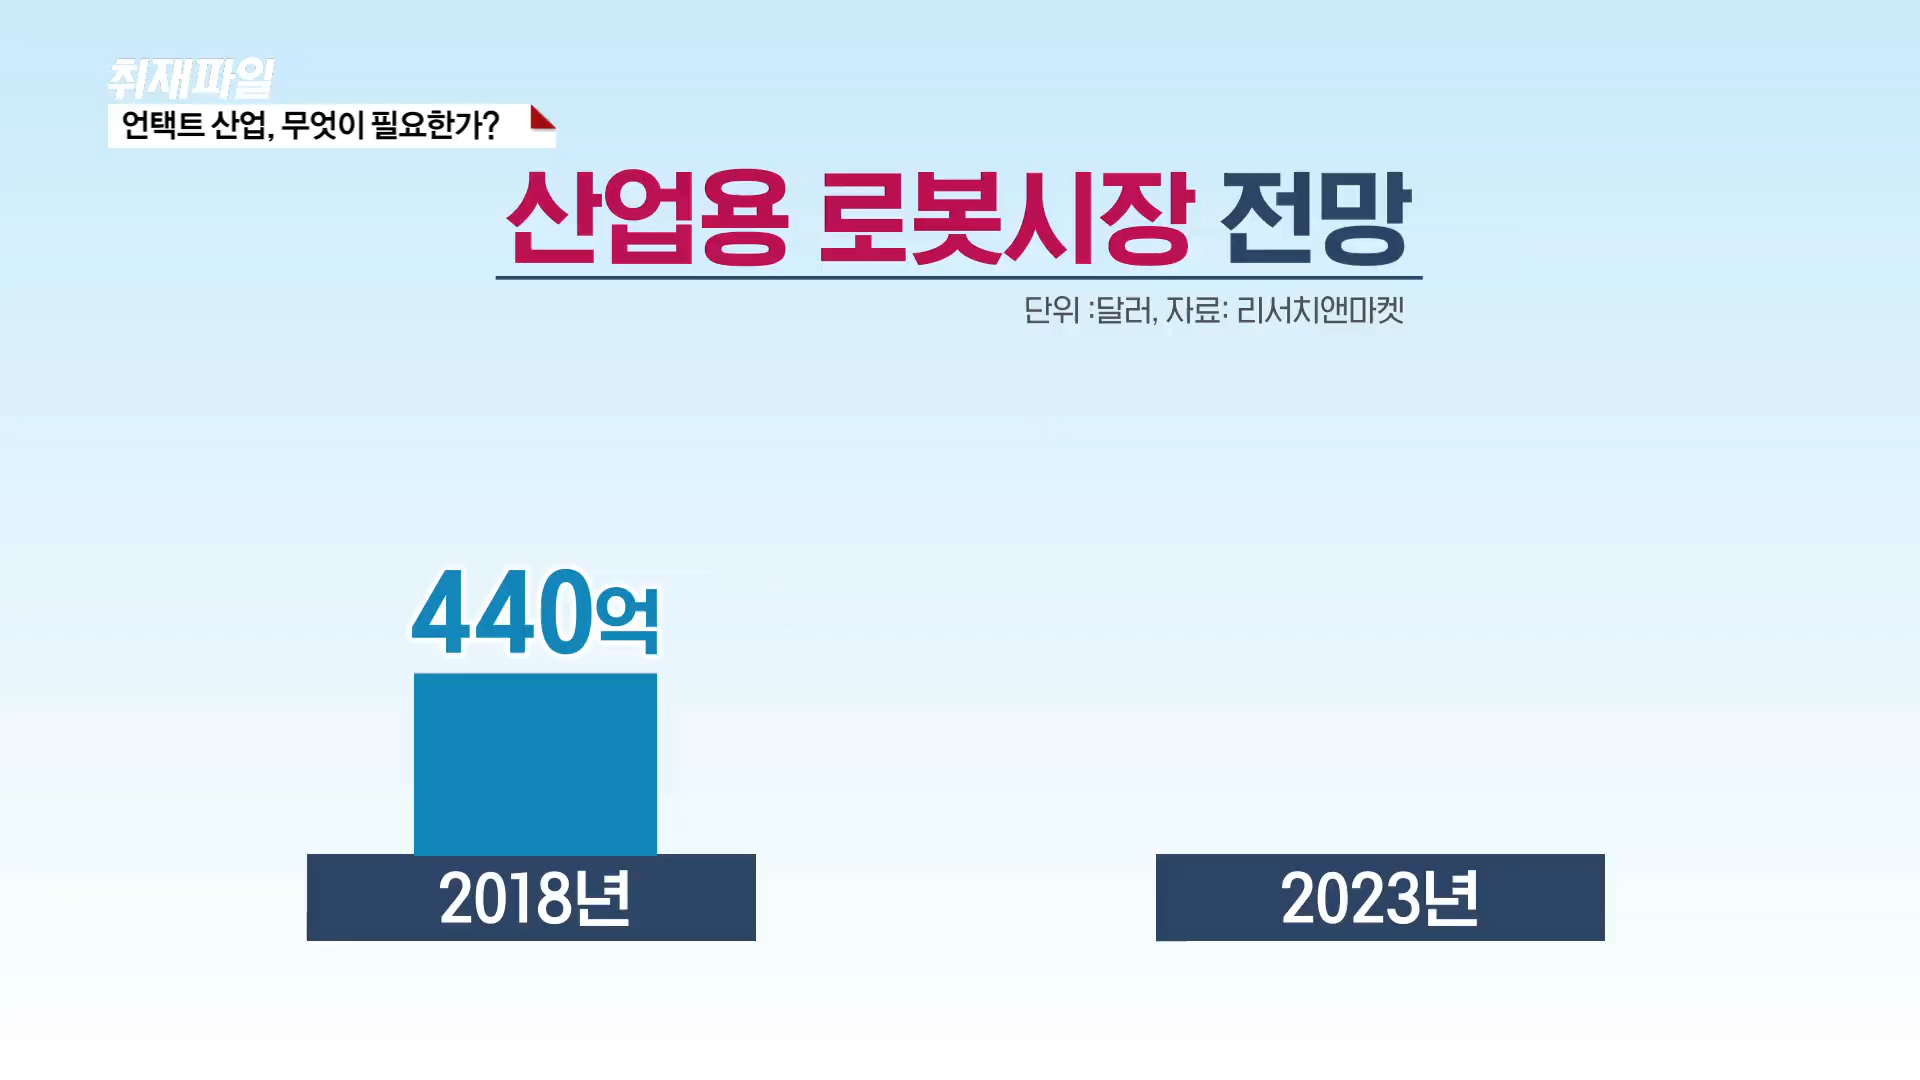 취재파일
언택트 산업, 무엇이 필요한가?
산업용 로봇시장 전망
단위 :달러, 자료: 리서치앤마켓
440억
2018년
2023년